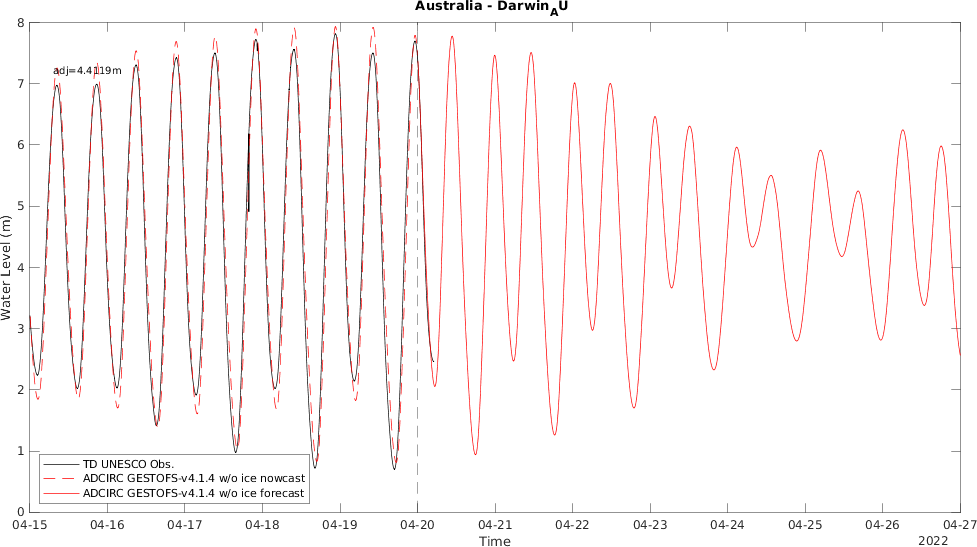 Australia - Darwin_AU
8
7
6
5
4
3
2
1
0
Water Level (m)
adj=4.4119m
TD UNESCO Obs.
ADCIRC GESTOFS-v4.1.4 w/o ice nowcast
ADCIRC GESTOFS-v4.1.4 w/o ice forecast
04-15 04-16 04-17 04-18 04-19 04-20 04-21 04-22 04-23 04-24 04-25 04-26 04-27
Time
2022